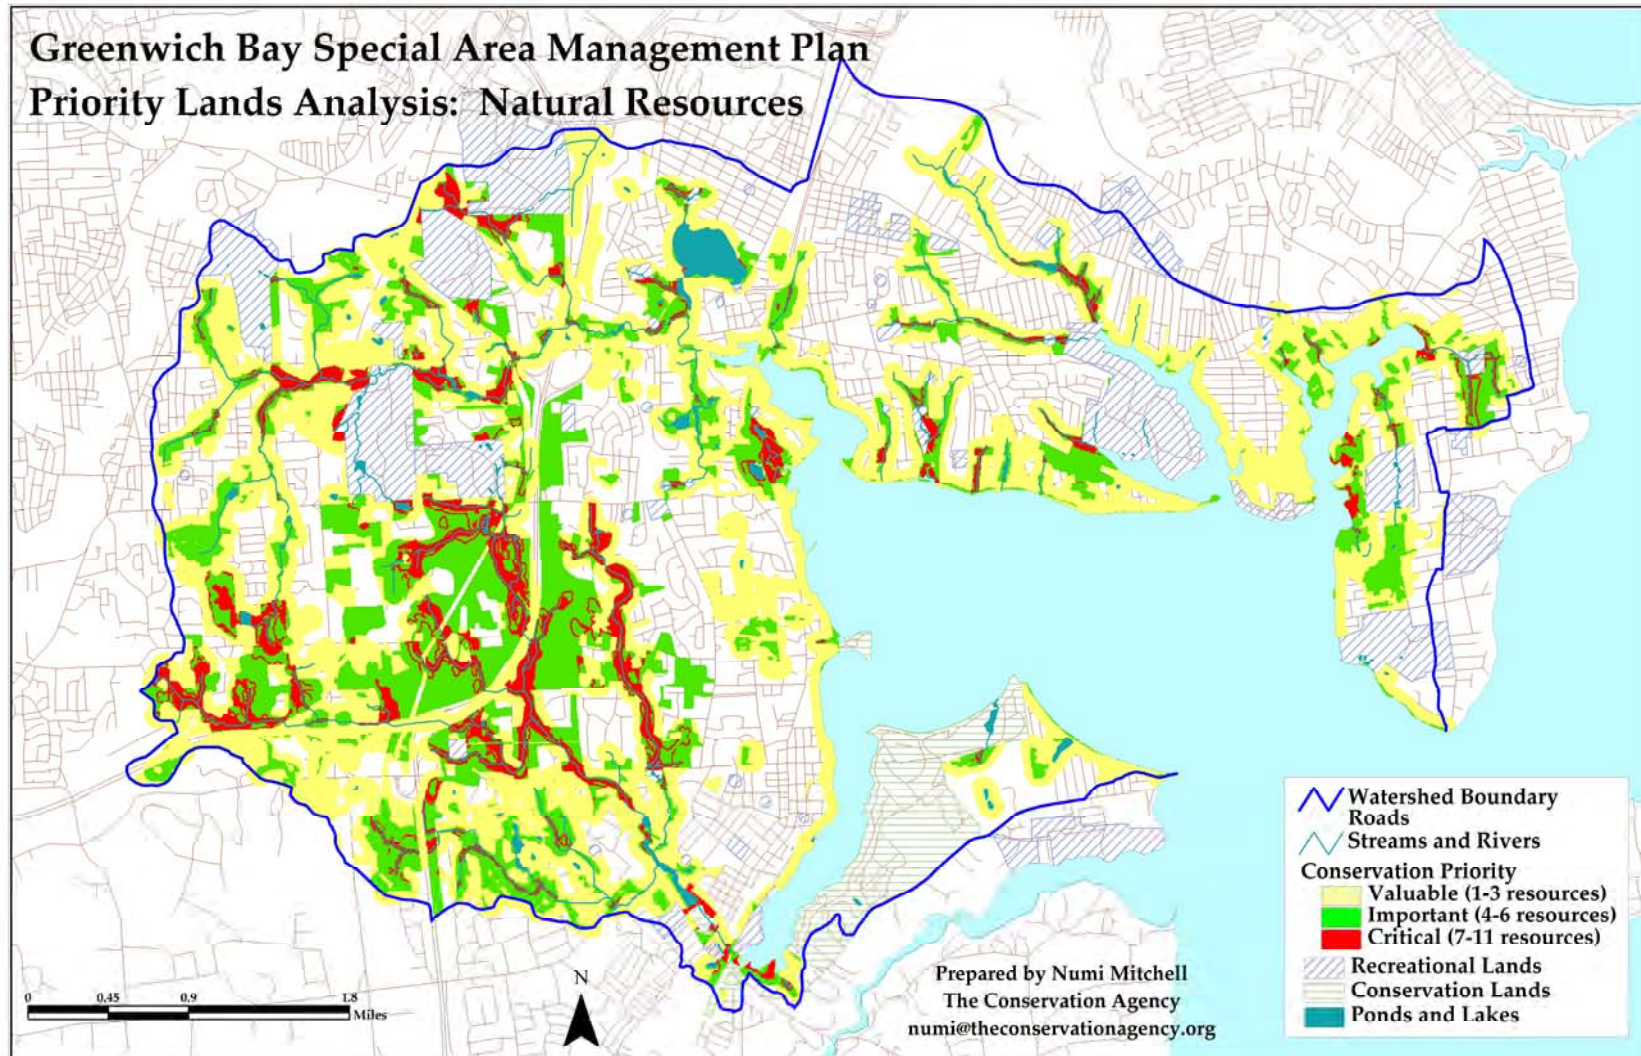 Greenwich Bay Special Area Management Plan
Priority Lands Analysis: Natural Resources
Watershed Boundary
Roads
Streams and Rivers
Conservation Priority
Valuable (1-3 resources)
Important (4-6 resources)
Critical (7-11 resources)
Recreational Lands
Conservation Lands
Ponds and Lakes
Prepared by Numi Mitchell
The Conservation Agency
numi@theconservationagency.org
N
0 0.45 0.9 1.8
Miles